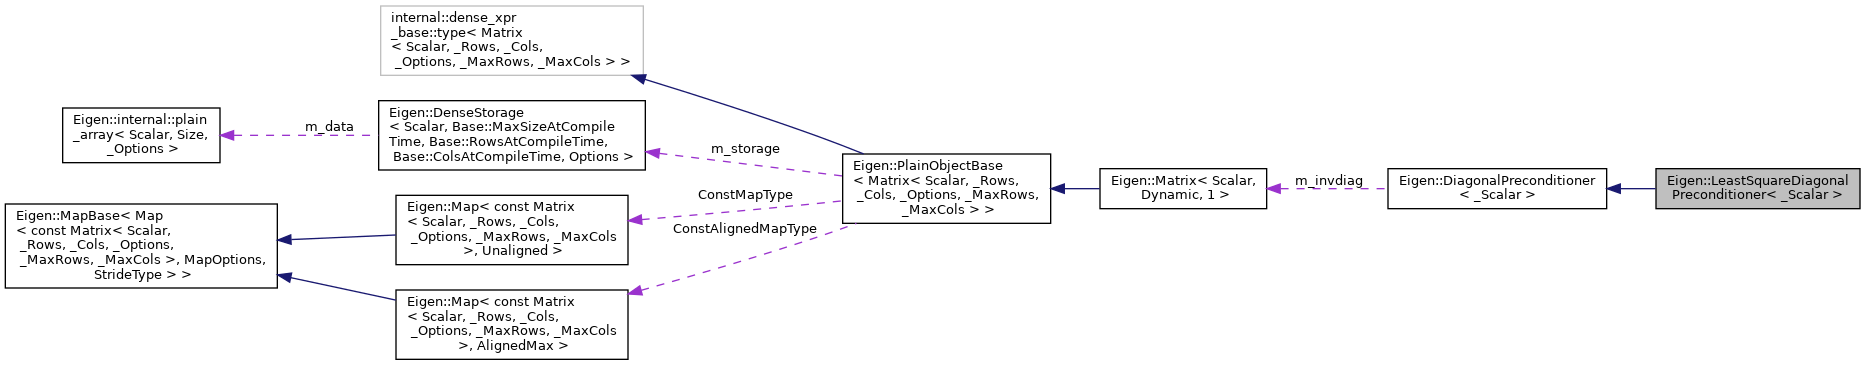 internal::dense_xpr
_base::type< Matrix
< Scalar, _Rows, _Cols,
_Options, _MaxRows, _MaxCols > >
Eigen::internal::plain
_array< Scalar, Size,
_Options >
m_data
Eigen::DenseStorage
< Scalar, Base::MaxSizeAtCompile
Time, Base::RowsAtCompileTime,
Base::ColsAtCompileTime, Options >
m_storage
Eigen::MapBase< Map
< const Matrix< Scalar,
_Rows, _Cols, _Options,
_MaxRows, _MaxCols >, MapOptions,
StrideType > >
Eigen::Map< const Matrix
< Scalar, _Rows, _Cols,
_Options, _MaxRows, _MaxCols
>, Unaligned >
ConstMapType
Eigen::Map< const Matrix
< Scalar, _Rows, _Cols,
_Options, _MaxRows, _MaxCols
>, AlignedMax >
ConstAlignedMapType
Eigen::PlainObjectBase
< Matrix< Scalar, _Rows,
_Cols, _Options, _MaxRows,
_MaxCols > >
Eigen::Matrix< Scalar,
Dynamic, 1 >
m_invdiag
Eigen::DiagonalPreconditioner
< _Scalar >
Eigen::LeastSquareDiagonal
Preconditioner< _Scalar >